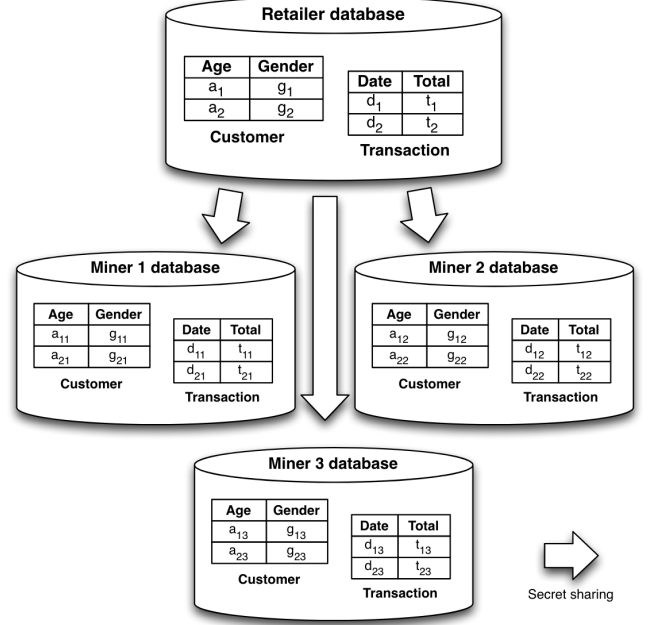 Retailer database
Age Gender
a1 g1
a2 g2
Customer
Date Total
d1 t1
d2 t2
Transaction
Miner 1 database
Age Gender
a11 g11
a21 g21
Customer
Date Total
d11 t11
d21 t21
Transaction
Miner 2 database
Age Gender
a12 g12
a22 g22
Customer
Date Total
d12 t12
d22 t22
Transaction
Miner 3 database
Age Gender
a13 g13
a23 g23
Customer
Date Total
d13 t13
d23 t23
Transaction
Secret sharing